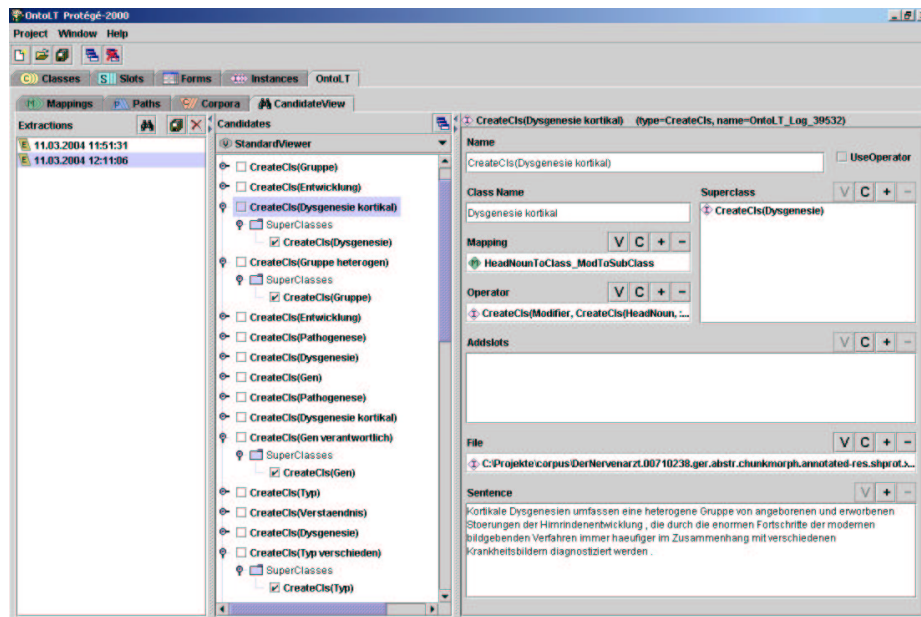 OntoLT Protégé-2000
Project Window Help
Classes Slots Forms Instances OntoLT
Mappings Paths Corpora CandidateView
Extractions
11.03.2004 11:51:31
11.03.2004 12:11:06
Candidates
StandardViewer
CreateCls(Gruppe)
CreateCls(Entwicklung)
CreateCls(Dysgenesie kortikal)
SuperClasses
CreateCls(Dysgenesie)
CreateCls(Gruppe heterogen)
SuperClasses
CreateCls(Gruppe)
CreateCls(Entwicklung)
CreateCls(Pathogenese)
CreateCls(Dysgenesie)
CreateCls(Gen)
CreateCls(Pathogenese)
CreateCls(Dysgenesie kortikal)
CreateCls(Gen verantwortlich)
SuperClasses
CreateCls(Gen)
CreateCls(Typ)
CreateCls(Verstaendnis)
CreateCls(Dysgenesie)
CreateCls(Typ verschieden)
SuperClasses
CreateCls(Typ)
CreateCls(Dysgenesie kortikal) (type=CreateCls, name=OntoLT_Log_39532)
Name
CreateCls(Dysgenesie kortikal)
UseOperator
Class Name
Dysgenesie kortikal
Superclass V C + -
CreateCls(Dysgenesie)
Mapping V C + -
HeadNounToClass_ModToSubClass
Operator V C + -
CreateCls(Modifier, CreateCls(HeadNoun, :...
Addslots V C + -
File V C + -
C:\Projekte\corpus\DerNervenarzt.00710238.ger.abstr.chunkmorph.annotated-res.shprot.x...
Sentence V + -
Kortikale Dysgenesien umfassen eine heterogene Gruppe von angeborenen und erworbenen
Stoerungen der Hirnrindenentwicklung , die durch die enormen Fortschritte der modernen
bildgebenden Verfahren immer haeufiger im Zusammenhang mit verschiedenen
Krankheitsbildern diagnostiziert werden .